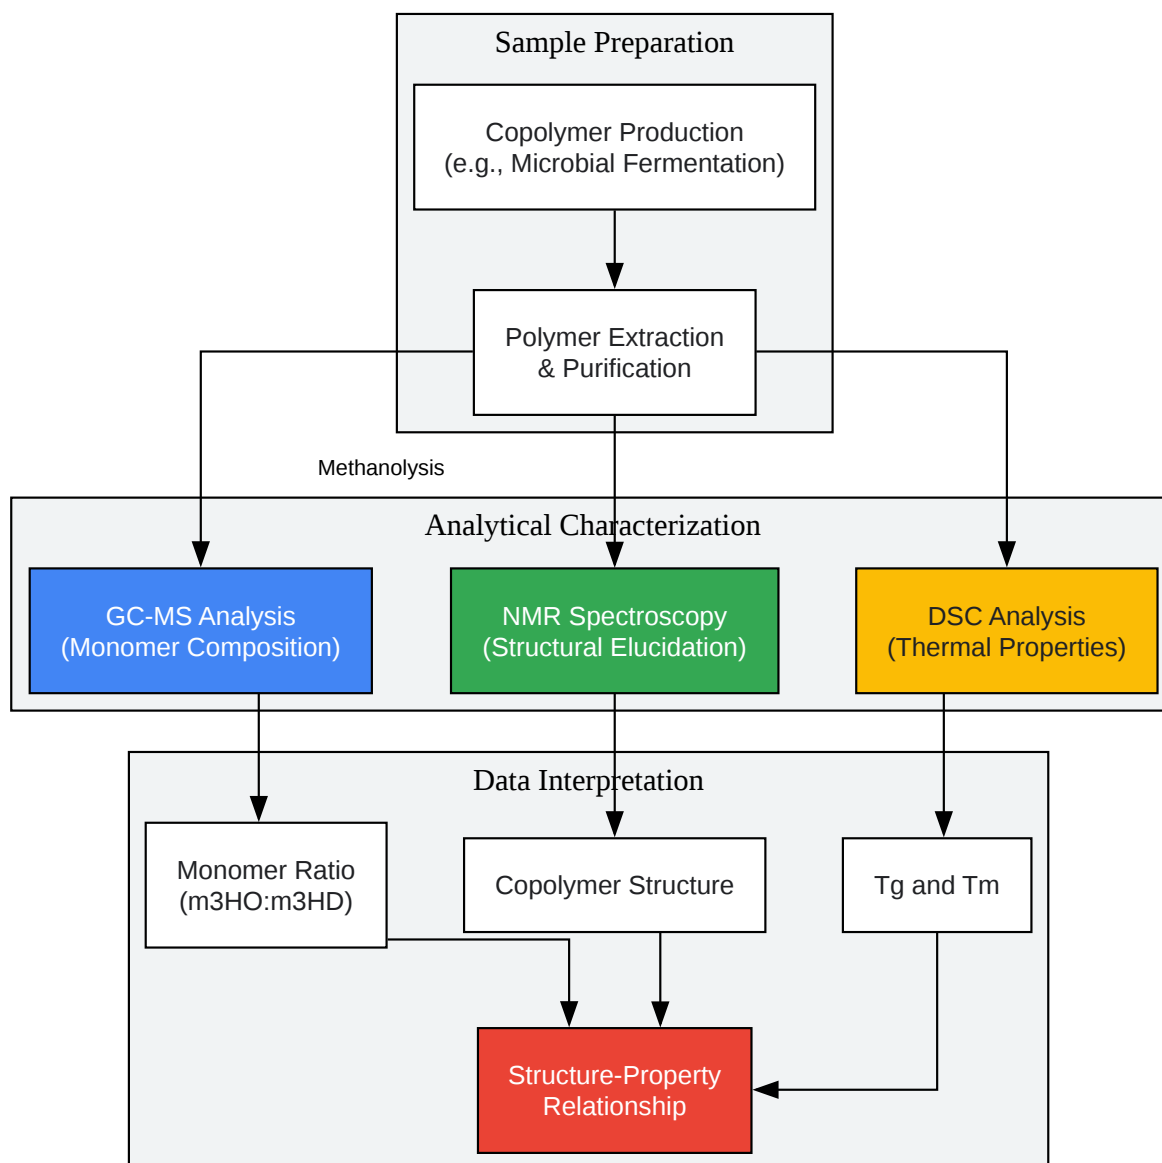 Sample Preparation
Copolymer Production
(e.g., Microbial Fermentation)
Polymer Extraction
& Purification
Methanolysis
Analytical Characterization
GC-MS Analysis
(Monomer Composition)
NMR Spectroscopy
(Structural Elucidation)
DSC Analysis
(Thermal Properties)
Data Interpretation
Monomer Ratio
(m3HO:m3HD)
Copolymer Structure
Tg and Tm
Structure-Property
Relationship